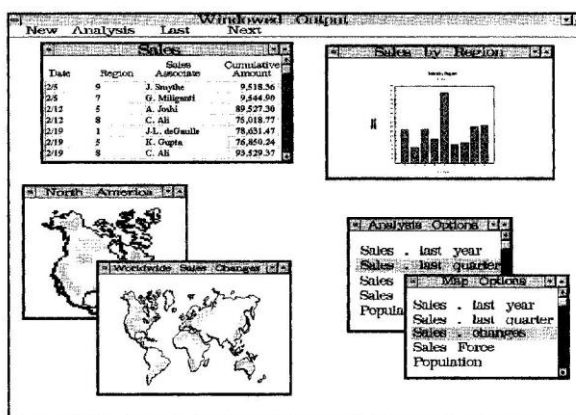 Windowed Output
New Analysis Last Next
Sales
Date Region Sales Associate Cumulative Amount
2/5 9 J. Smythe 9,518.36
2/5 7 G. Miliganti 9,544.90
2/12 5 A. Joshi 89,527.30
2/12 8 C. Ali 75,018.77
2/19 1 J-L. deGaulle 78,631.47
2/19 5 K. Gupta 76,850.24
2/19 8 C. Ali 93,529.37
Sales by Region
North America
Worldwide Sales Changes
Analysis Options
Sales . last year
Sales . last quarter
Sales
Sales
Popula
Map Options
Sales . last year
Sales . last quarter
Sales . changes
Sales Force
Population